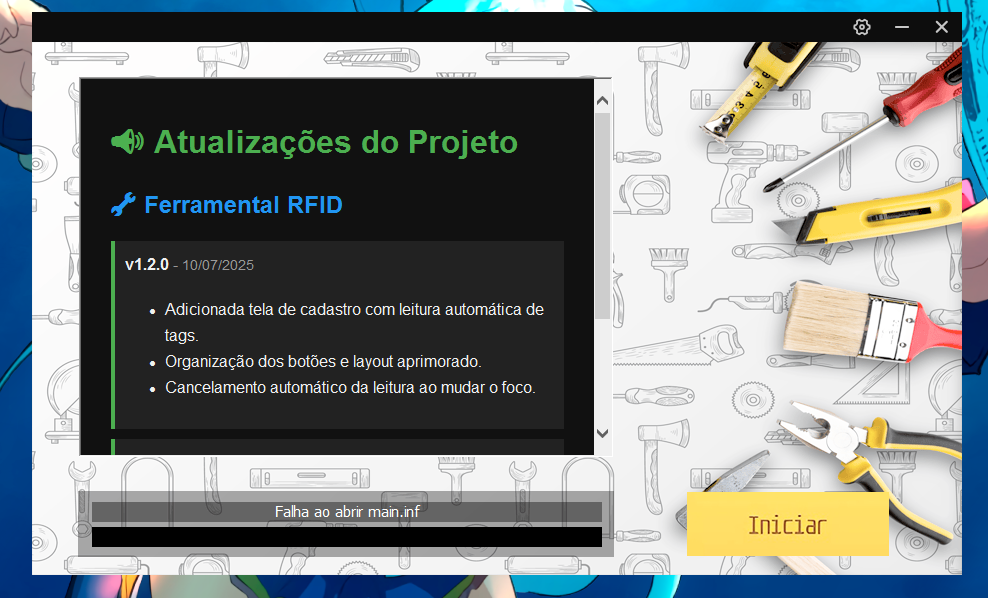 Atualizações do Projeto
Ferramental RFID
v1.2.0 - 10/07/2025
• Adicionada tela de cadastro com leitura automática de
tags.
• Organização dos botões e layout aprimorado.
• Cancelamento automático da leitura ao mudar o foco.
Falha ao abrir main.inf
Iniciar